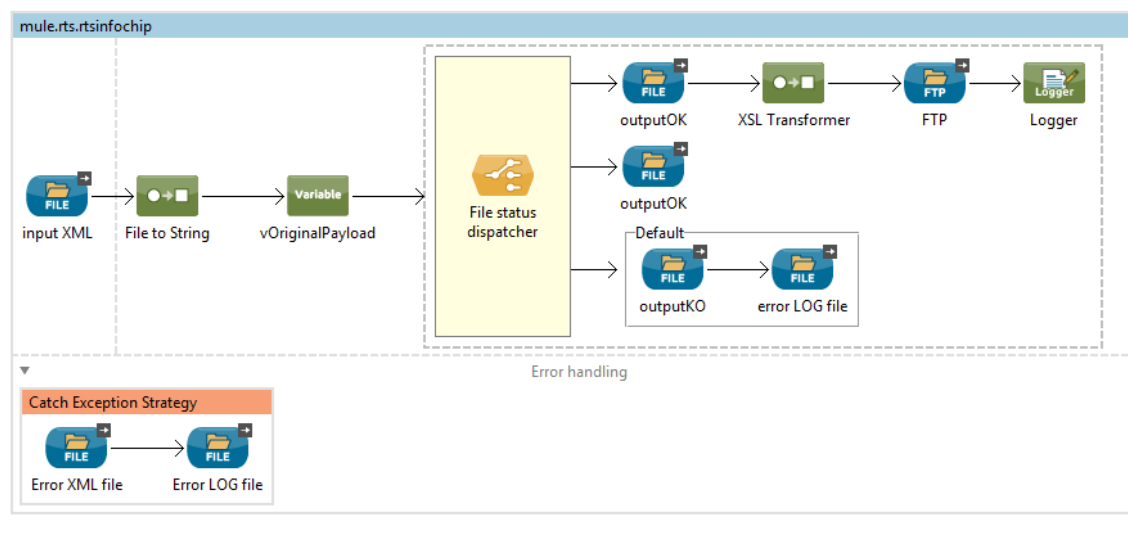 mule.rts.rtsinfochip
FILE
input XML
File to String
Variable
vOriginalPayload
File status
dispatcher
FILE
outputOK
XSL Transformer
FTP
FTP
Logger
Logger
FILE
outputOK
Default
FILE
outputKO
FILE
error LOG file
Error handling
Catch Exception Strategy
FILE
Error XML file
FILE
Error LOG file